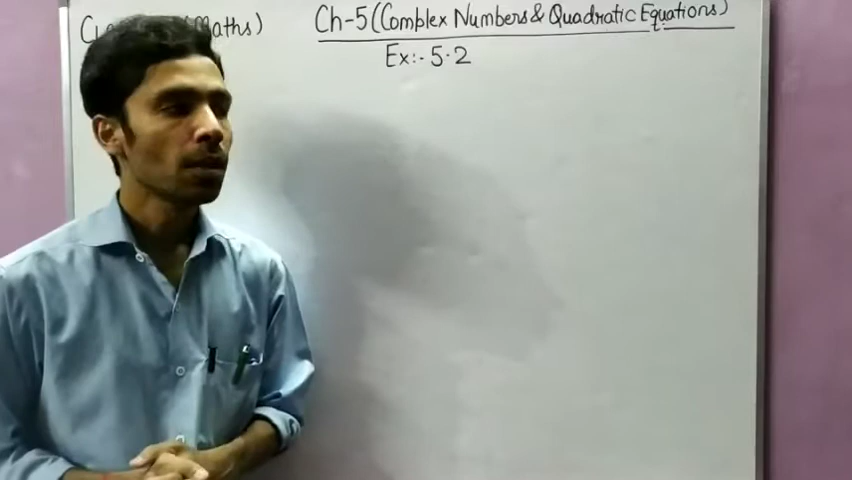 Maths)
Ch-5(Complex Numbers & Quadratic Equations)
Ex:- 5.2